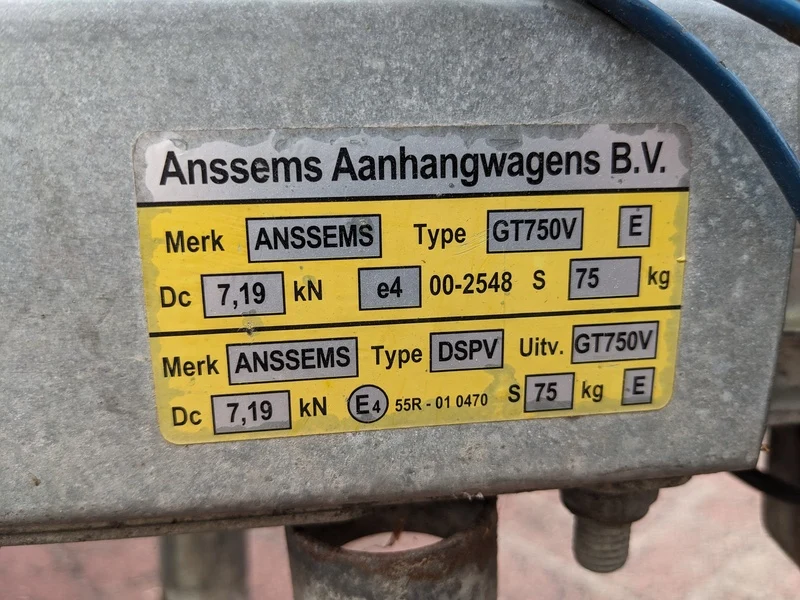 Anssems Aanhangwagens B.V.
Merk ANSSEMS Type GT750V E
Dc 7,19 kN e4 00-2548 S 75 kg
Merk ANSSEMS Type DSPV Uitv. GT750V
Dc 7,19 kN E4 55R - 01 0470 S 75 kg E